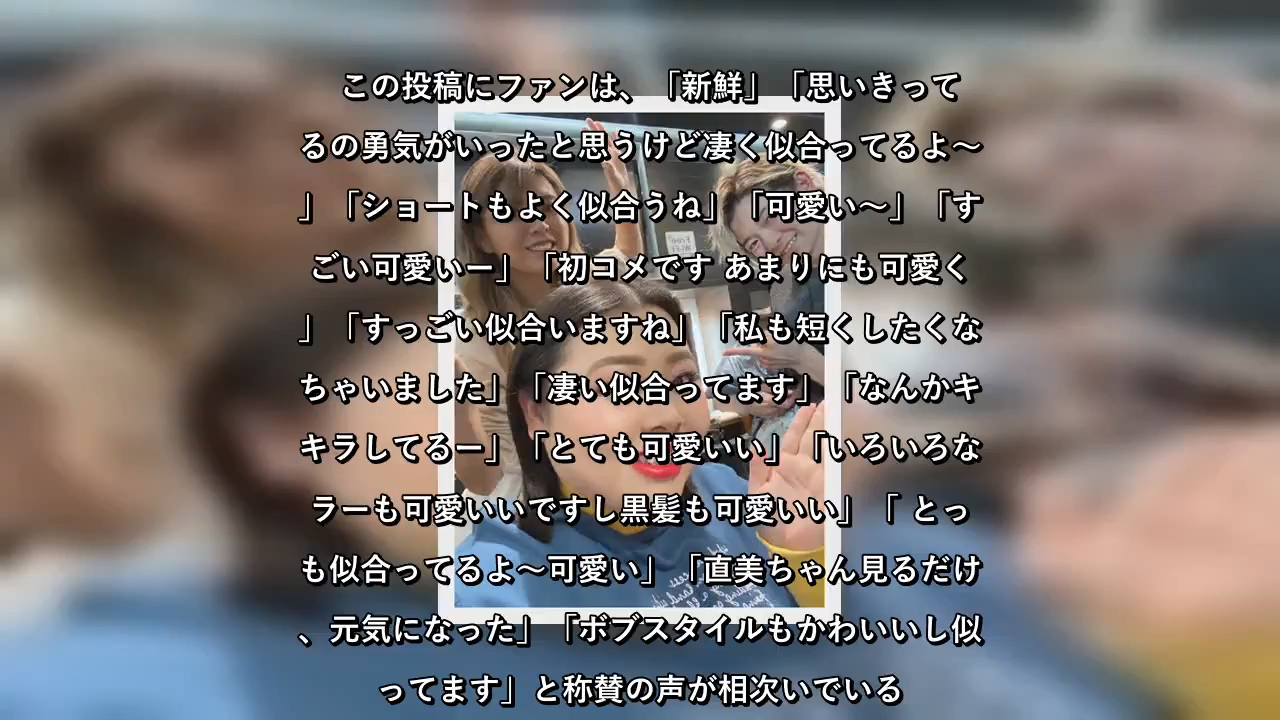 この投稿にファンは、「新鮮」「思いきって
るの勇気がいったと思うけど凄く似合ってるよ〜
」「ショートもよく似合うね」「可愛い〜」「す
ごい可愛いー」「初コメです あまりにも可愛く
」「すっごい似合いますね」「私も短くしたくな
ちゃいました」「凄い似合ってます」「なんかキ
キラしてるー」「とても可愛いい」「いろいろな
ラーも可愛いいですし黒髪も可愛いい」「 とっ
も似合ってるよ〜可愛い」「直美ちゃん見るだけ
、元気になった」「ボブスタイルもかわいいし似
ってます」と称賛の声が相次いでいる
Free
Wi-Fi